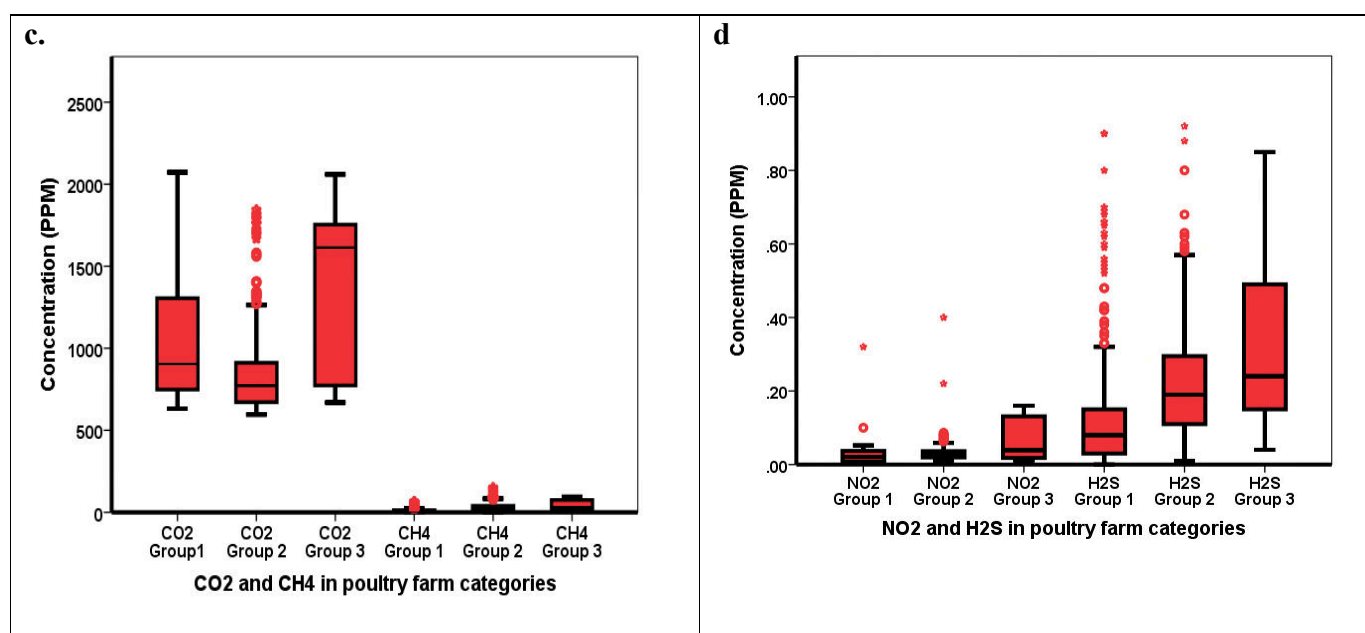 c.
2500
2000
1500
1000
500
0
Concentration (PPM)
CO2 Group1
CO2 Group 2
CO2 Group 3
CH4 Group 1
CH4 Group 2
CH4 Group 3
CO2 and CH4 in poultry farm categories
d
1.00
.80
.60
.40
.20
.00
Concentration (PPM)
NO2 Group 1
NO2 Group 2
NO2 Group 3
H2S Group 1
H2S Group 2
H2S Group 3
NO2 and H2S in poultry farm categories